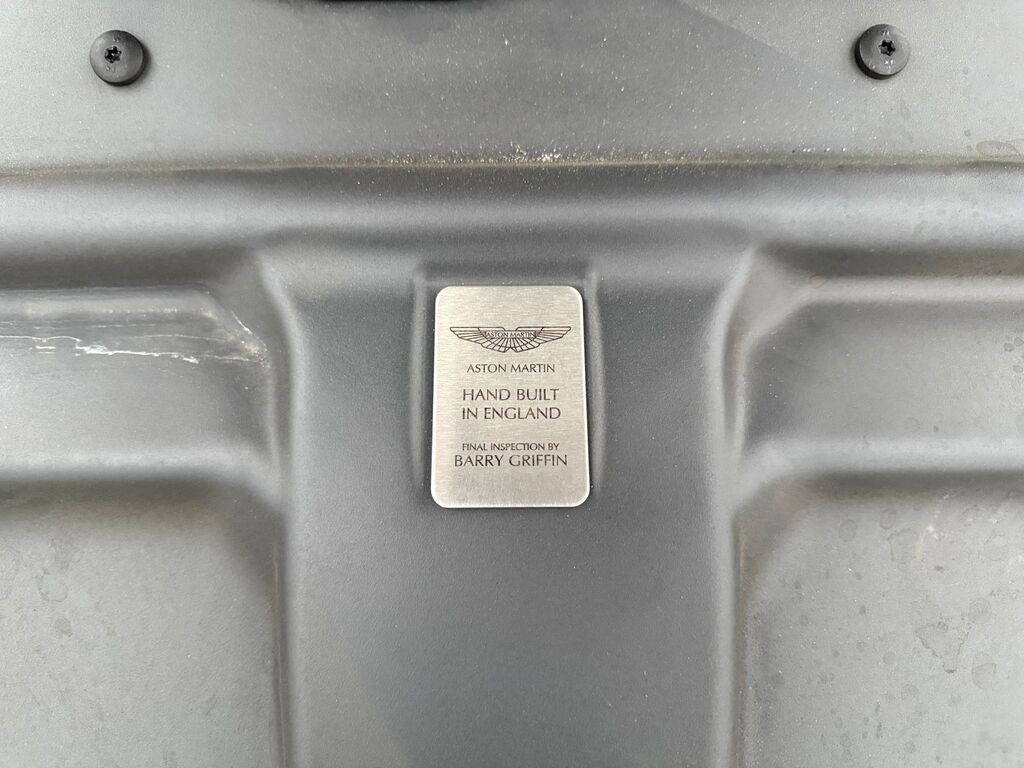 ASTON MARTIN
ASTON MARTIN
HAND BUILT
IN ENGLAND
FINAL INSPECTION BY
BARRY GRIFFIN